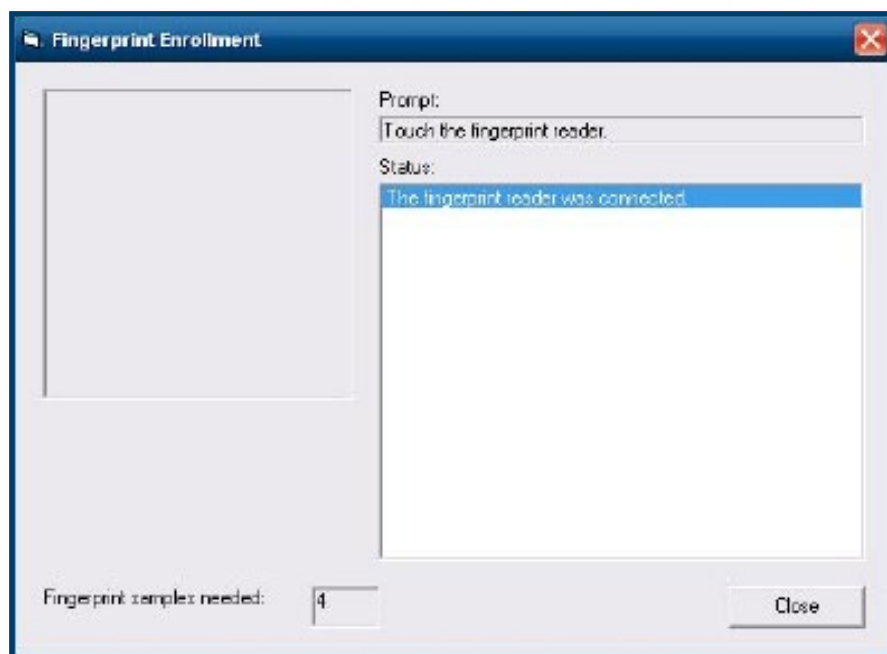 Fingerprint Enrollment
Prompt:
Touch the fingerprint reader.
Status:
The fingerprint reader was connected.
Fingerprint samples needed:
4
Close